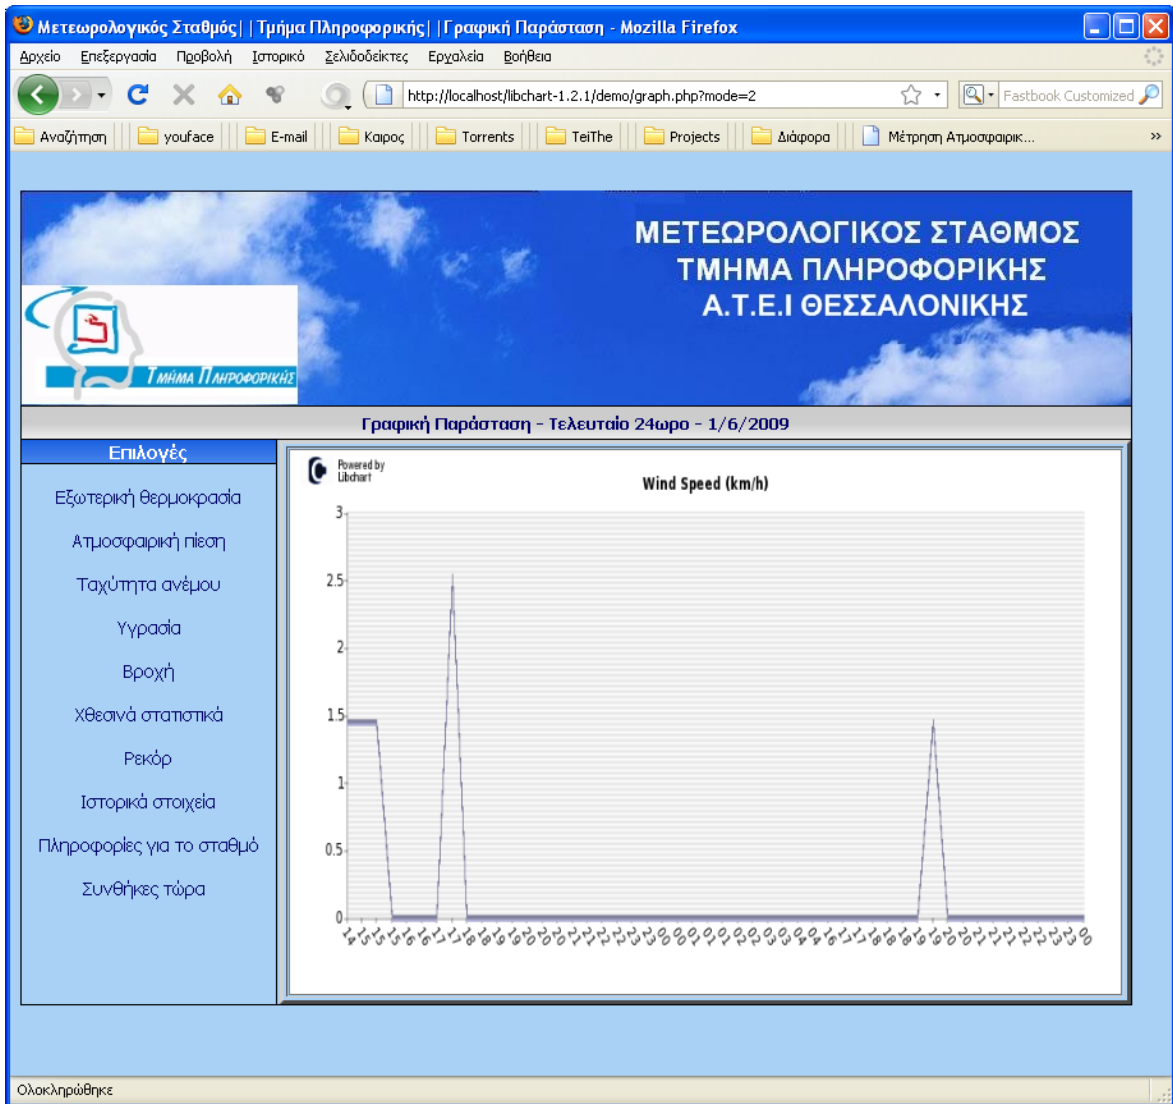 Μετεωρολογικός Σταθμός| |Τμήμα Πληροφορικής| |Γραφική Παράσταση - Mozilla Firefox
Αρχείο Επεξεργασία Προβολή Ιστορικό Σελιδοδείκτες Εργαλεία Βοήθεια
http://localhost/libchart-1.2.1/demo/graph.php?mode=2 Fastbook Customized
Αναζήτηση youface E-mail Καιρος Torrents TeiThe Projects Διάφορα Μέτρηση Ατμοσφαιρικ... »
ΜΕΤΕΩΡΟΛΟΓΙΚΟΣ ΣΤΑΘΜΟΣ
ΤΜΗΜΑ ΠΛΗΡΟΦΟΡΙΚΗΣ
Α.Τ.Ε.Ι ΘΕΣΣΑΛΟΝΙΚΗΣ
ΤΜΗΜΑ ΠΛΗΡΟΦΟΡΙΚΗΣ
Γραφική Παράσταση - Τελευταίο 24ωρο - 1/6/2009
Επιλογές
Εξωτερική θερμοκρασία
Ατμοσφαιρική πίεση
Ταχύτητα ανέμου
Υγρασία
Βροχή
Χθεσινά στατιστικά
Ρεκόρ
Ιστορικά στοιχεία
Πληροφορίες για το σταθμό
Συνθήκες τώρα
Powered by
Libchart
Wind Speed (km/h)
3
2.5
2
1.5
1
0.5
0
14 15 15 15 16 16 17 17 18 18 19 19 20 20 21 21 22 22 23 23 00 00 01 01 02 02 03 03 04 04 16 17 17 18 18 19 19 20 20 21 21 22 22 23 23 00
Ολοκληρώθηκε